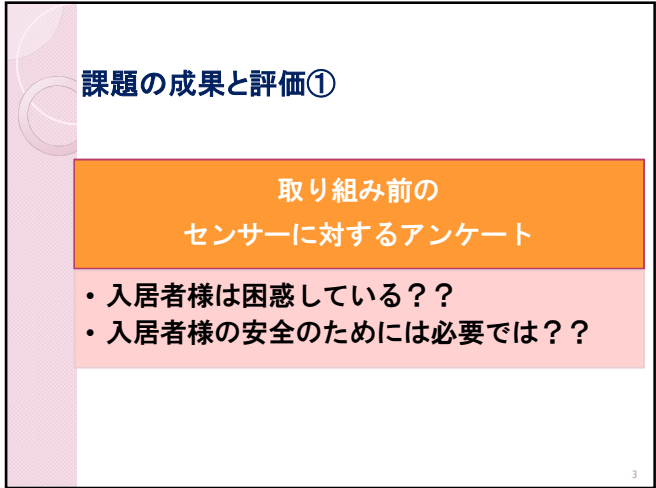 課題の成果と評価①
取り組み前の
センサーに対するアンケート
・入居者様は困惑している？？
・入居者様の安全のためには必要では？？
3